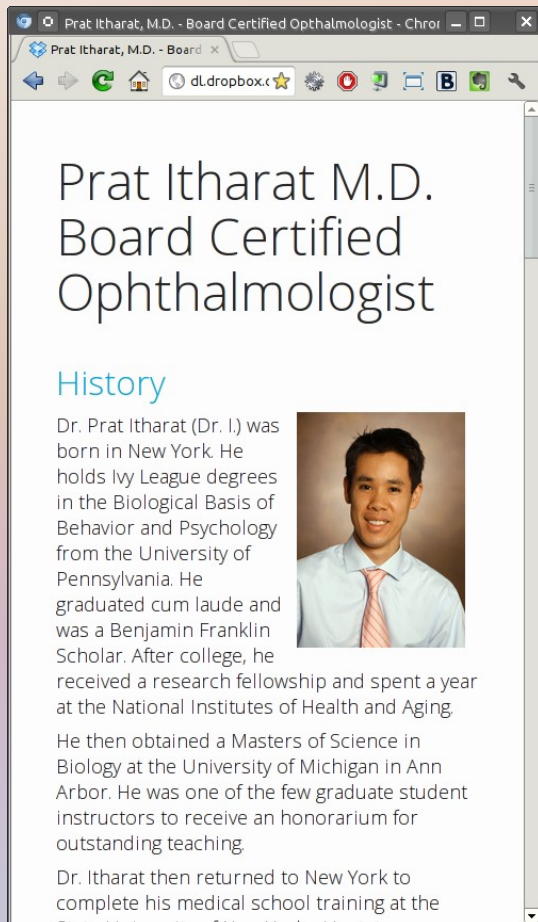 Prat Itharat, M.D. - Board Certified Opthalmologist - Chror
Prat Itharat, M.D. - Board
dl.dropbox.c
Prat Itharat M.D.
Board Certified
Ophthalmologist
History
Dr. Prat Itharat (Dr. I.) was
born in New York. He
holds Ivy League degrees
in the Biological Basis of
Behavior and Psychology
from the University of
Pennsylvania. He
graduated cum laude and
was a Benjamin Franklin
Scholar. After college, he
received a research fellowship and spent a year
at the National Institutes of Health and Aging.
He then obtained a Masters of Science in
Biology at the University of Michigan in Ann
Arbor. He was one of the few graduate student
instructors to receive an honorarium for
outstanding teaching.
Dr. Itharat then returned to New York to
complete his medical school training at the